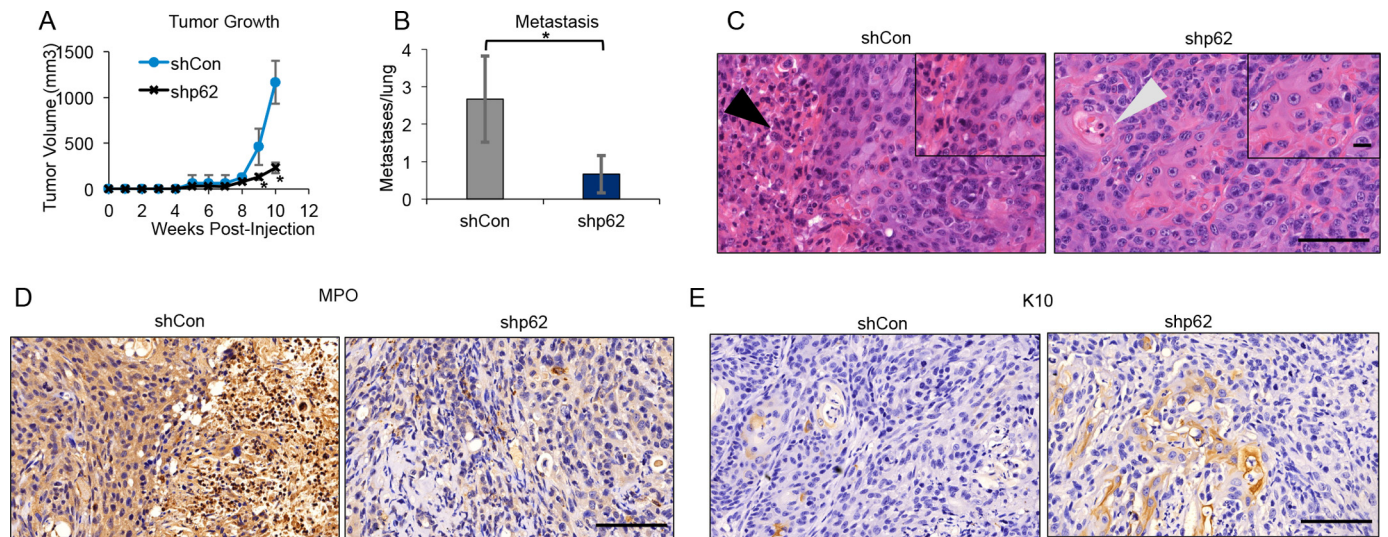 A
Tumor Growth
Tumor Volume (mm3)
1500
1000
500
0
shCon
shp62
*
*
0 2 4 6 8 10 12
Weeks Post-Injection
B
Metastasis
*
Metastases/lung
4
3
2
1
0
shCon shp62
C
shCon shp62
D
MPO
shCon shp62
E
K10
shCon shp62